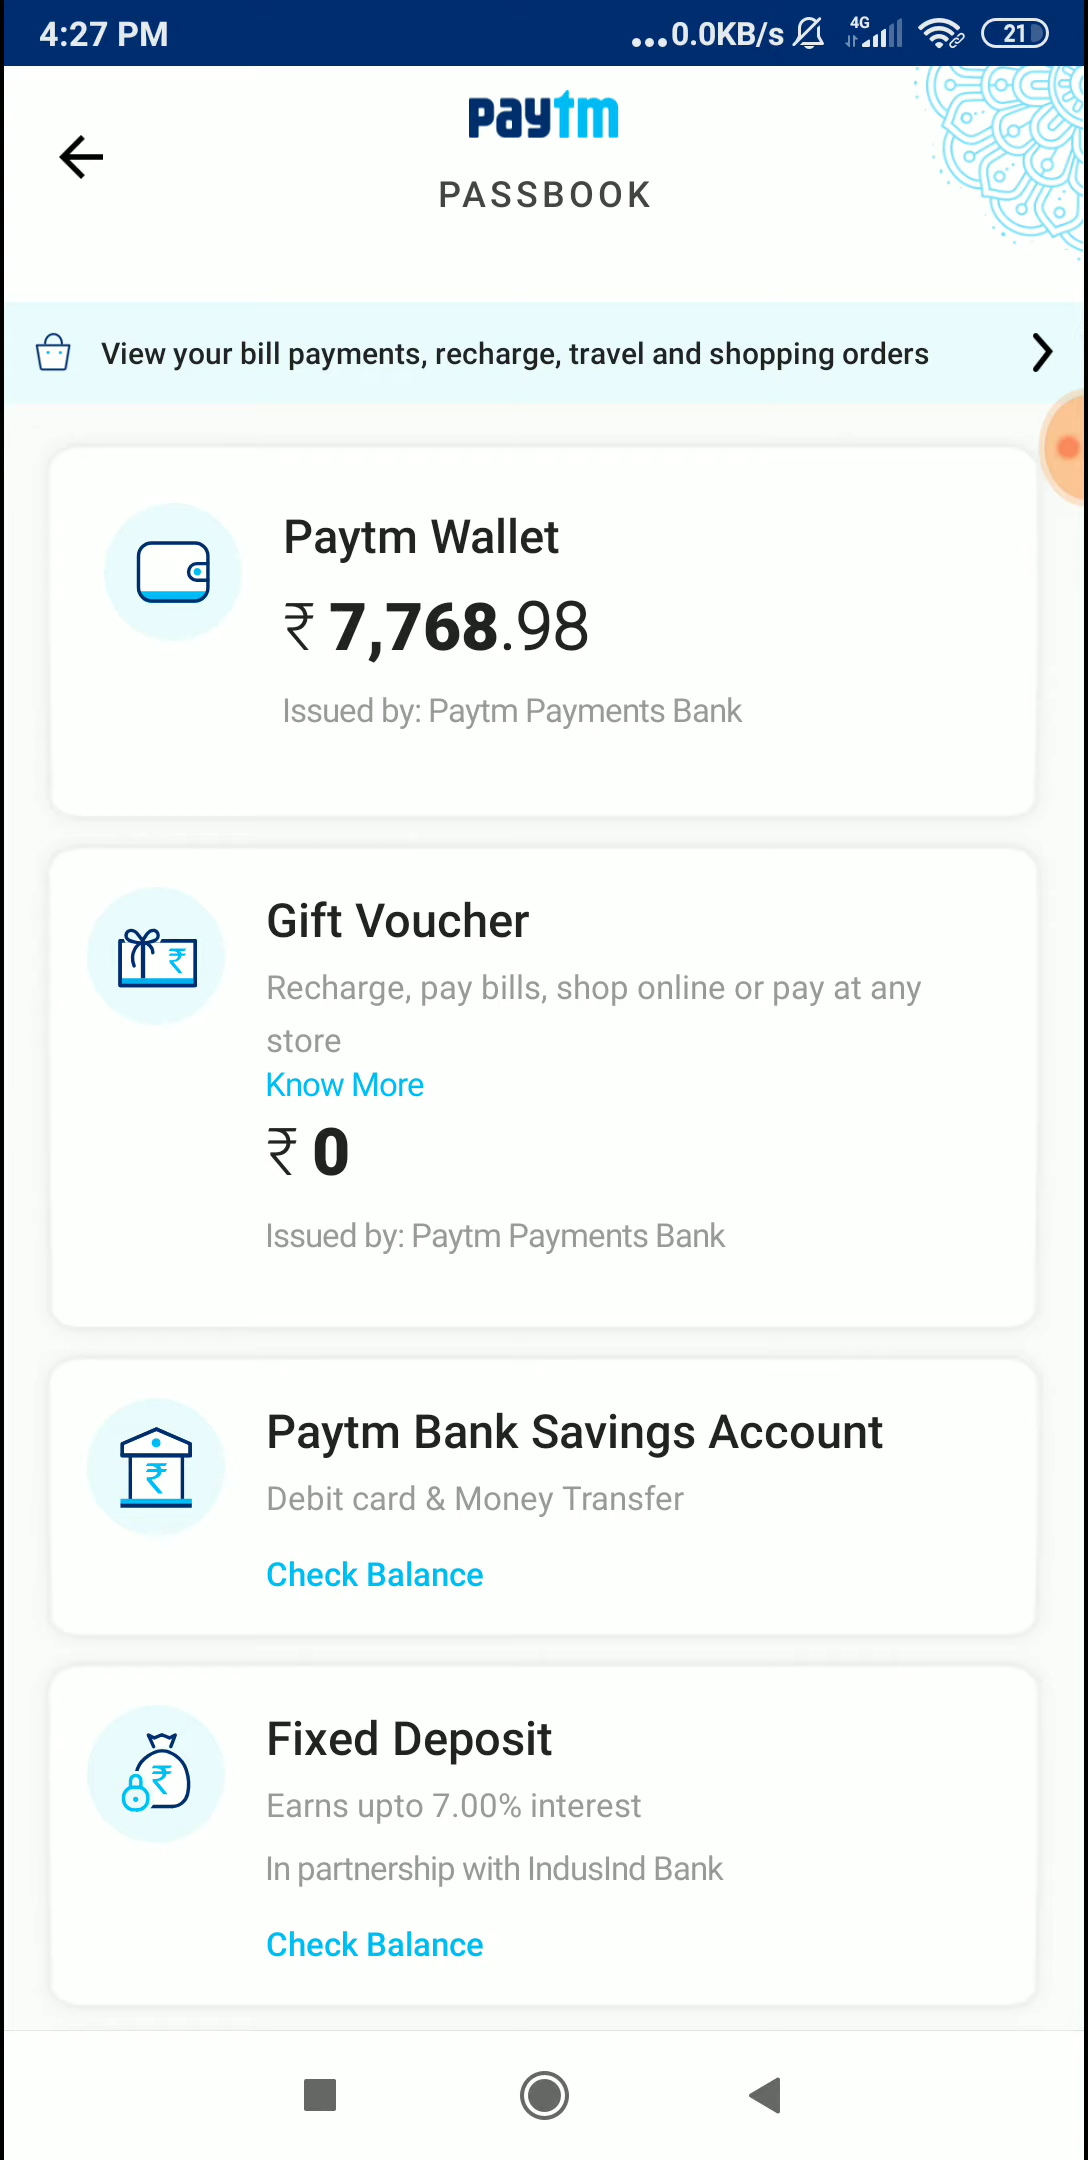 4:27 PM
...0.0KB/s 4G 21
paytm
PASSBOOK
View your bill payments, recharge, travel and shopping orders
Paytm Wallet
₹ 7,768.98
Issued by: Paytm Payments Bank
Gift Voucher
₹
Recharge, pay bills, shop online or pay at any
store
Know More
₹ 0
Issued by: Paytm Payments Bank
Paytm Bank Savings Account
₹
Debit card & Money Transfer
Check Balance
Fixed Deposit
₹
Earns upto 7.00% interest
In partnership with IndusInd Bank
Check Balance